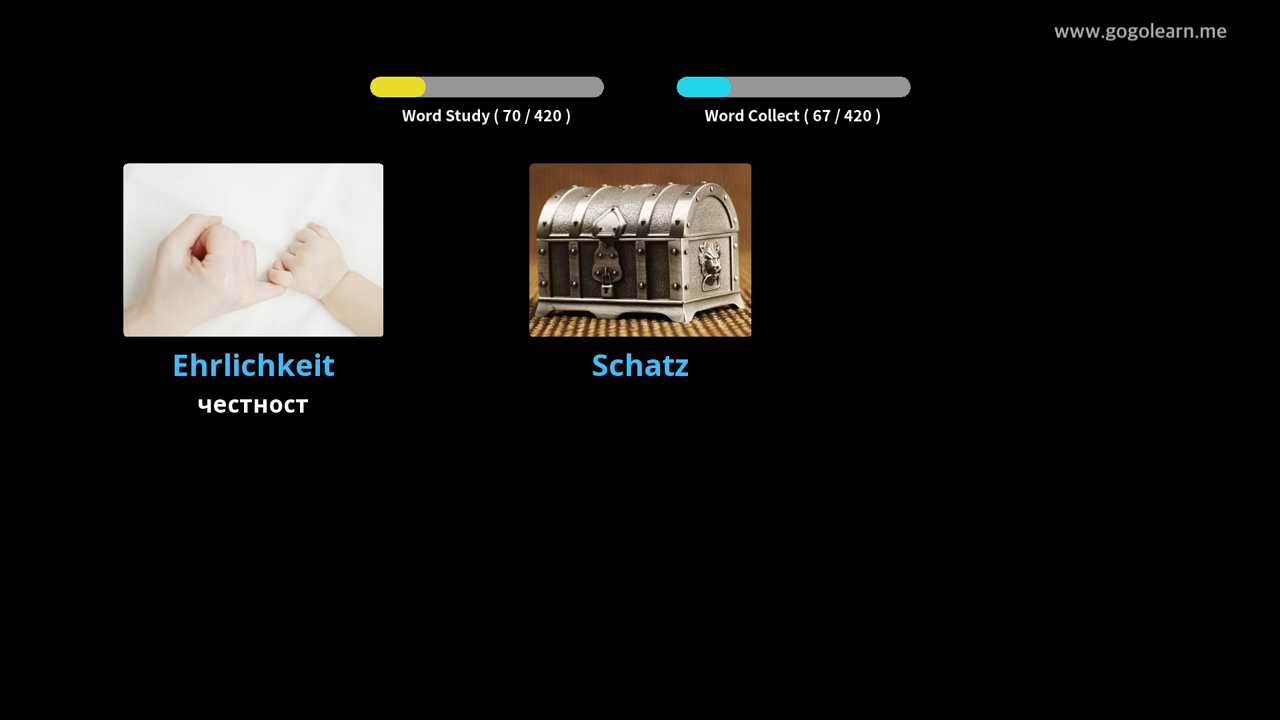 www.gogolearn.me
Word Study ( 70 / 420 )
Word Collect ( 67 / 420 )
Ehrlichkeit
честност
Schatz